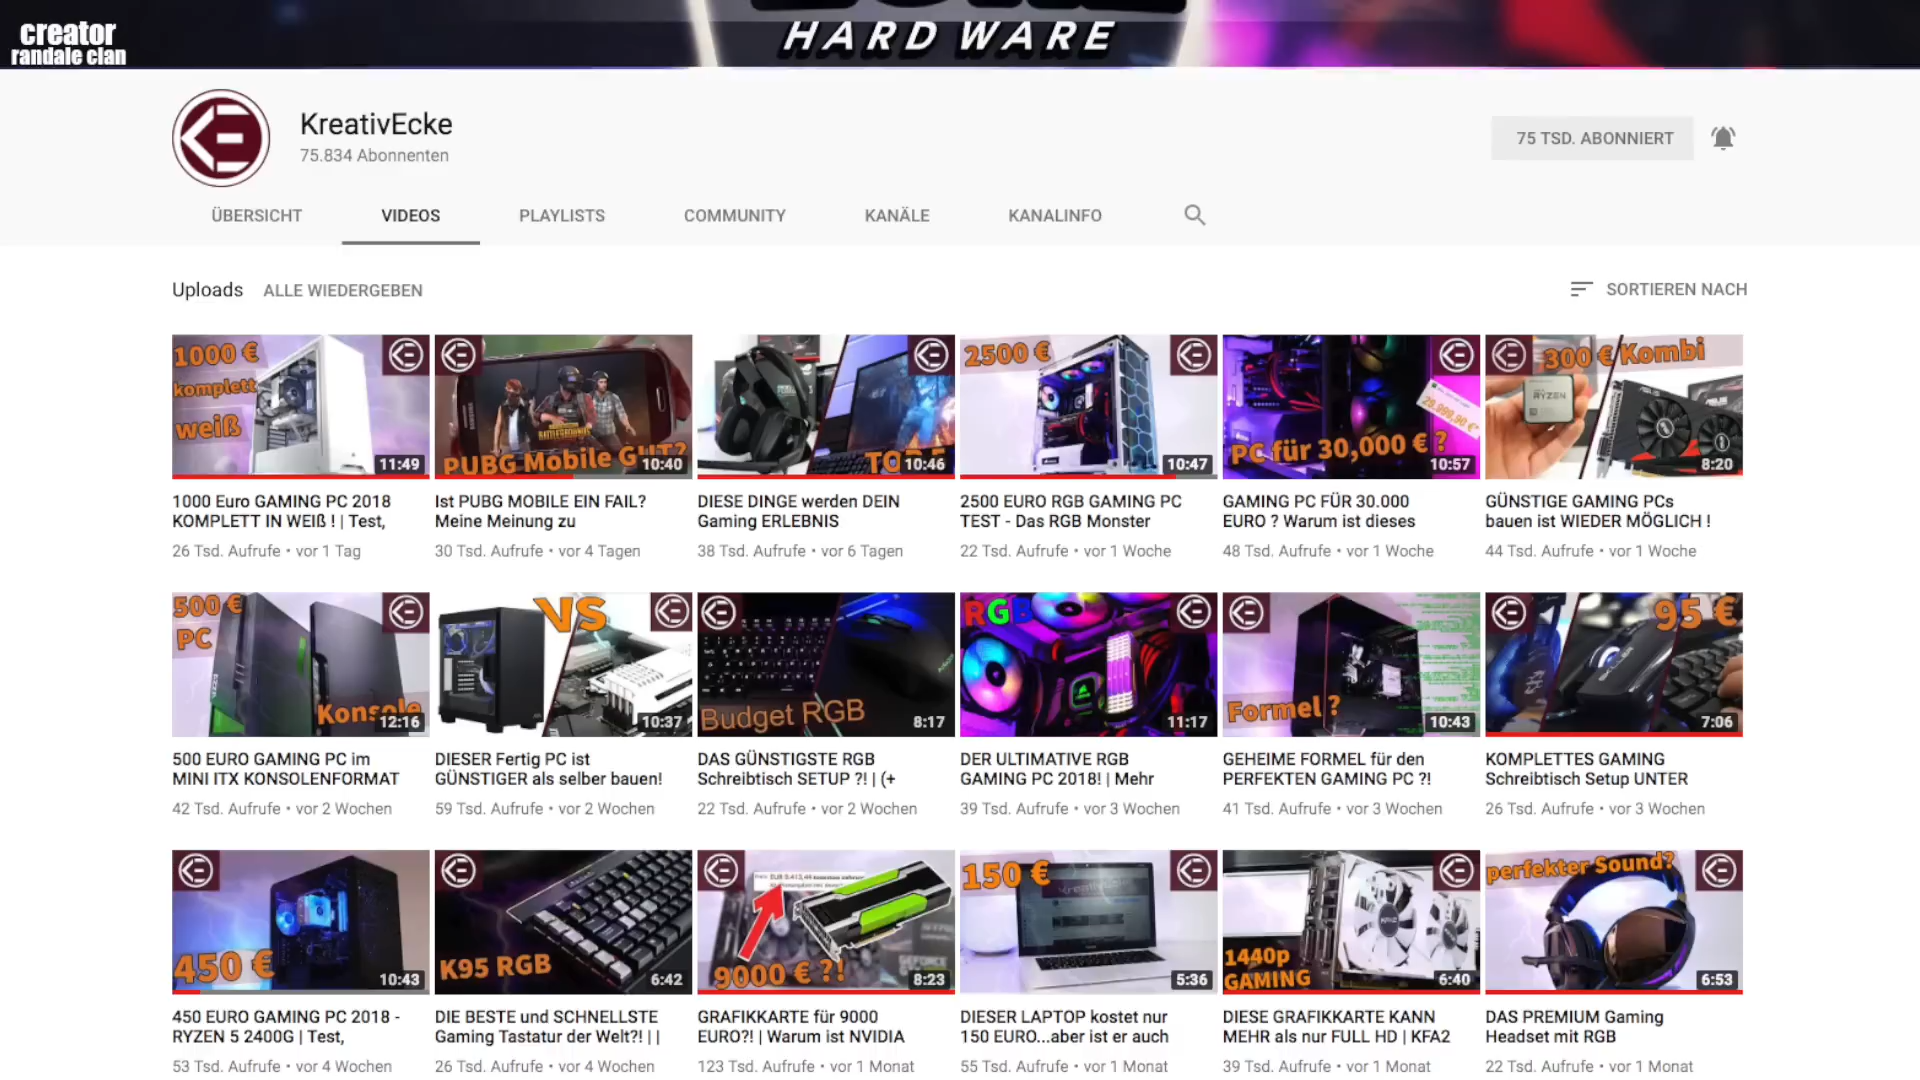 HARDWARE
creator
randale clan
KreativEcke
75.834 Abonnenten
75 TSD. ABONNIERT
ÜBERSICHT
VIDEOS
PLAYLISTS
COMMUNITY
KANÄLE
KANALINFO
Uploads
ALLE WIEDERGEBEN
SORTIEREN NACH
1000 €
komplett
weiß
11:49
PUBG Mobile GUT?
10:40
TOP 5
10:46
2500 €
10:47
PC für 30,000 € ?
10:57
300 € Kombi
RYZEN
8:20
1000 Euro GAMING PC 2018
KOMPLETT IN WEIß ! | Test,
26 Tsd. Aufrufe • vor 1 Tag
Ist PUBG MOBILE EIN FAIL?
Meine Meinung zu
30 Tsd. Aufrufe • vor 4 Tagen
DIESE DINGE werden DEIN
Gaming ERLEBNIS
38 Tsd. Aufrufe • vor 6 Tagen
2500 EURO RGB GAMING PC
TEST - Das RGB Monster
22 Tsd. Aufrufe • vor 1 Woche
GAMING PC FÜR 30.000
EURO ? Warum ist dieses
48 Tsd. Aufrufe • vor 1 Woche
GÜNSTIGE GAMING PCs
bauen ist WIEDER MÖGLICH !
44 Tsd. Aufrufe • vor 1 Woche
500 €
PC
Konsole
12:16
VS
10:37
Budget RGB
8:17
RGB
11:17
Formel ?
10:43
95 €
7:06
500 EURO GAMING PC im
MINI ITX KONSOLENFORMAT
42 Tsd. Aufrufe • vor 2 Wochen
DIESER Fertig PC ist
GÜNSTIGER als selber bauen!
59 Tsd. Aufrufe • vor 2 Wochen
DAS GÜNSTIGSTE RGB
Schreibtisch SETUP ?! | (+
22 Tsd. Aufrufe • vor 2 Wochen
DER ULTIMATIVE RGB
GAMING PC 2018! | Mehr
39 Tsd. Aufrufe • vor 3 Wochen
GEHEIME FORMEL für den
PERFEKTEN GAMING PC ?!
41 Tsd. Aufrufe • vor 3 Wochen
KOMPLETTES GAMING
Schreibtisch Setup UNTER
26 Tsd. Aufrufe • vor 3 Wochen
450 €
10:43
K95 RGB
6:42
9000 € ?!
8:23
150 €
5:36
1440p
GAMING
6:40
perfekter Sound?
6:53
450 EURO GAMING PC 2018 -
RYZEN 5 2400G | Test,
53 Tsd. Aufrufe • vor 4 Wochen
DIE BESTE und SCHNELLSTE
Gaming Tastatur der Welt?! | |
26 Tsd. Aufrufe • vor 4 Wochen
GRAFIKKARTE für 9000
EURO?! | Warum ist NVIDIA
123 Tsd. Aufrufe • vor 1 Monat
DIESER LAPTOP kostet nur
150 EURO...aber ist er auch
55 Tsd. Aufrufe • vor 1 Monat
DIESE GRAFIKKARTE KANN
MEHR als nur FULL HD | KFA2
39 Tsd. Aufrufe • vor 1 Monat
DAS PREMIUM Gaming
Headset mit RGB
22 Tsd. Aufrufe • vor 1 Monat